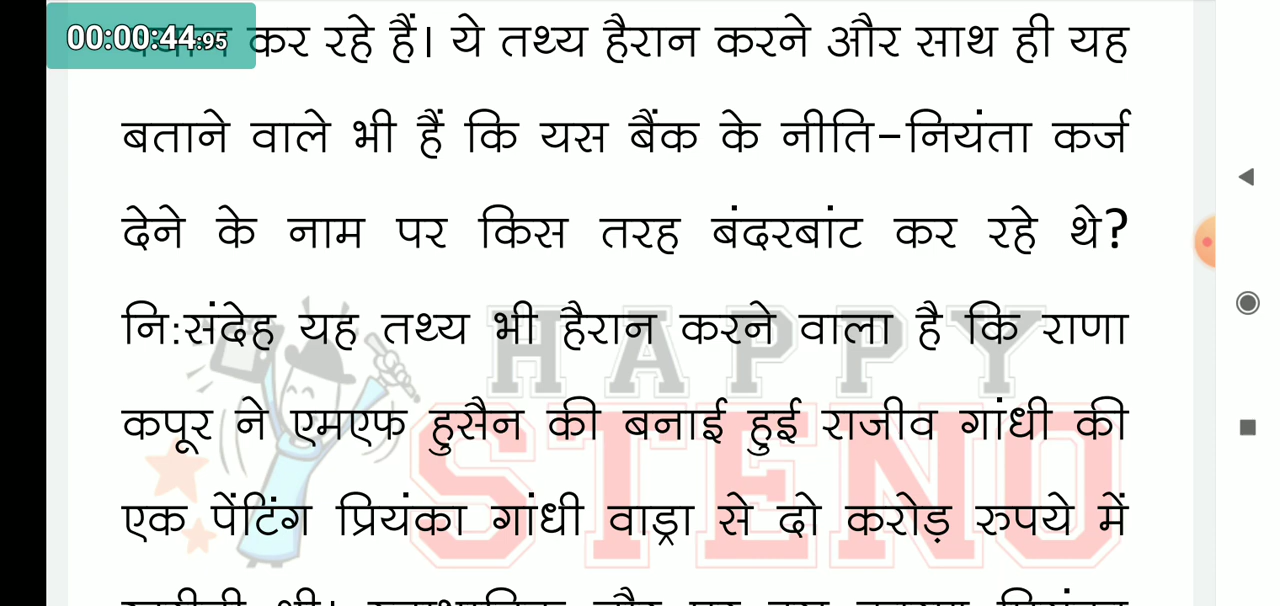 00:00:44:95 कर रहे हैं। ये तथ्य हैरान करने और साथ ही यह
बताने वाले भी हैं कि यस बैंक के नीति-नियंता कर्ज
देने के नाम पर किस तरह बंदरबांट कर रहे थे?
नि:संदेह यह तथ्य भी हैरान करने वाला है कि राणा
HAPPY
कपूर ने एमएफ हुसैन की बनाई हुई राजीव गांधी की
STENO
एक पेंटिंग प्रियंका गांधी वाड्रा से दो करोड़ रुपये में